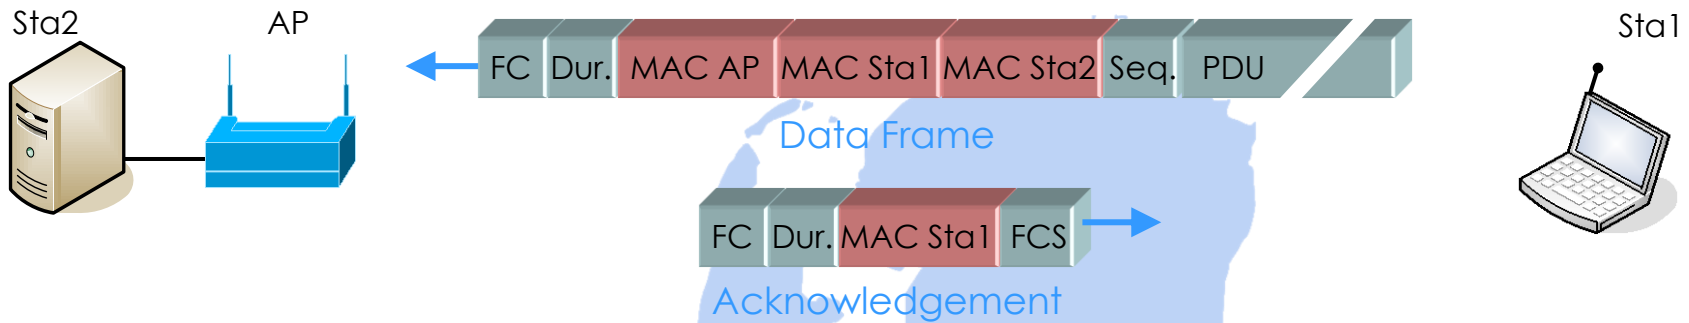 Sta2
AP
Sta1
FC Dur. MAC AP MAC Sta1 MAC Sta2 Seq. PDU
Data Frame
FC Dur. MAC Sta1 FCS
Acknowledgement